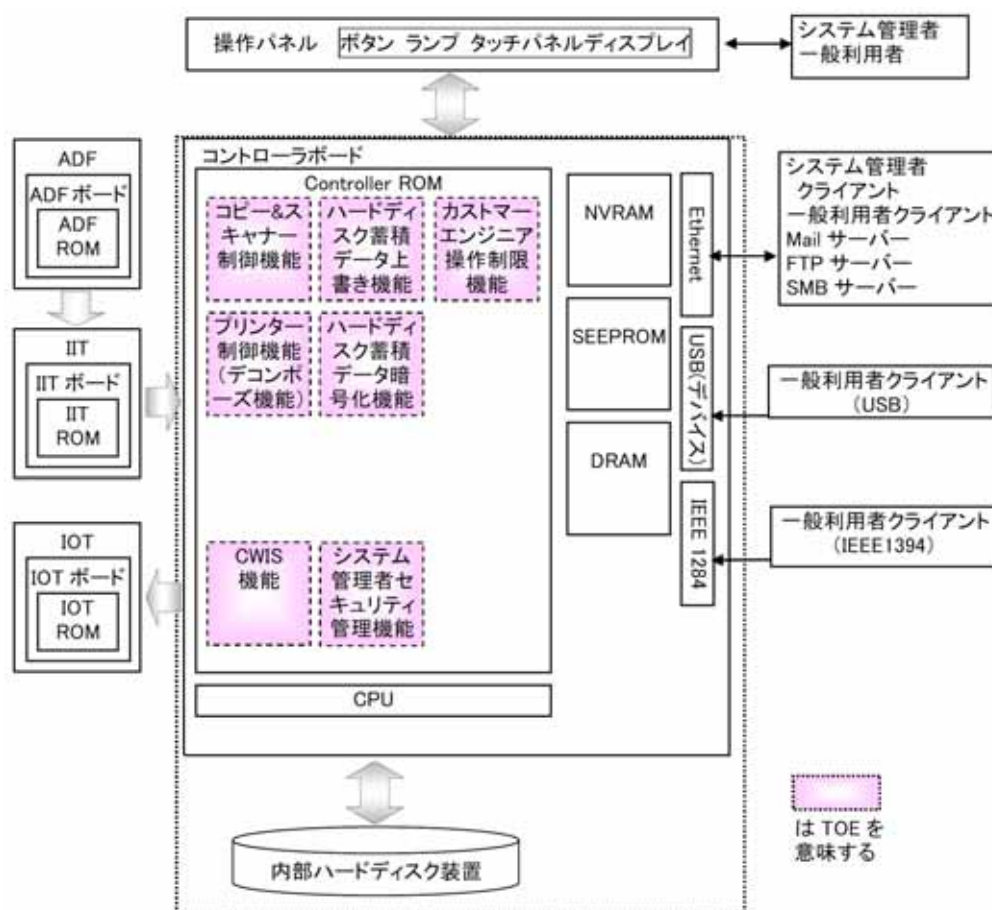 操作パネル ボタン ランプ タッチパネルディスプレイ
システム管理者
一般利用者
ADF
ADF ボード
ADF
ROM
IIT
IIT ボード
IIT
ROM
IOT
IOT ボード
IOT
ROM
コントローラボード
Controller ROM
コピー&ス
キャナー
制御機能
ハードディ
スク蓄積
データ上
書き機能
カストマー
エンジニア
操作制限
機能
プリンター
制御機能
(デコンポ
ーズ機能)
ハードディ
スク蓄積
データ暗
号化機能
CWIS
機能
システム
管理者セ
キュリティ
管理機能
CPU
NVRAM
SEEPROM
DRAM
Ethernet
USB(デバイス)
IEEE 1284
システム管理者
クライアント
一般利用者クライアント
Mail サーバー
FTP サーバー
SMB サーバー
一般利用者クライアント
(USB)
一般利用者クライアント
(IEEE1394)
内部ハードディスク装置
は TOE を
意味する